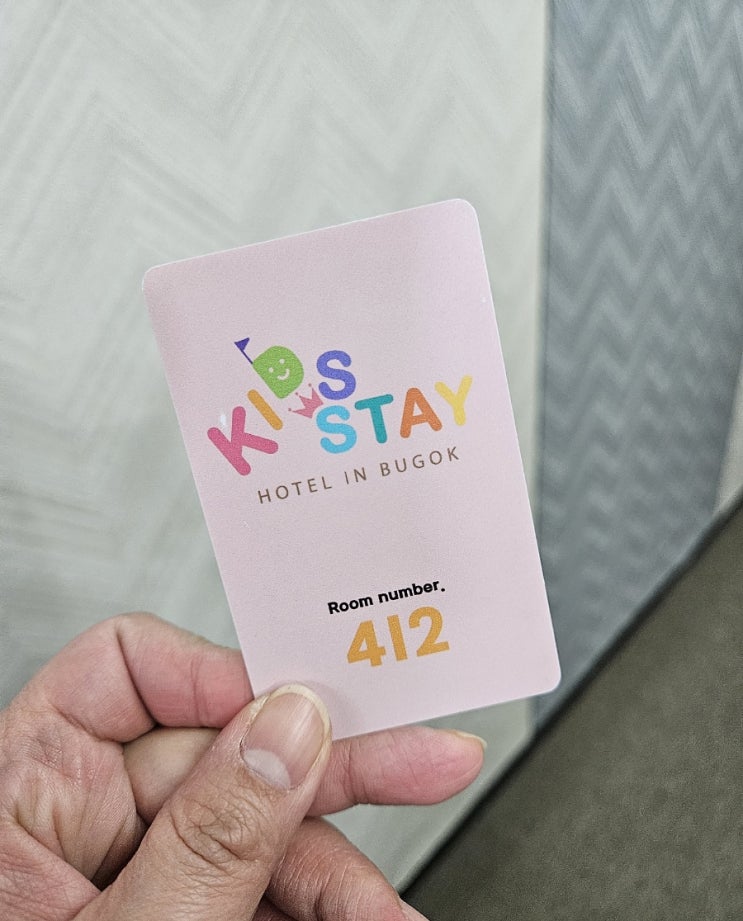 KIDS
STAY
HOTEL IN BUGOK
Room number.
412